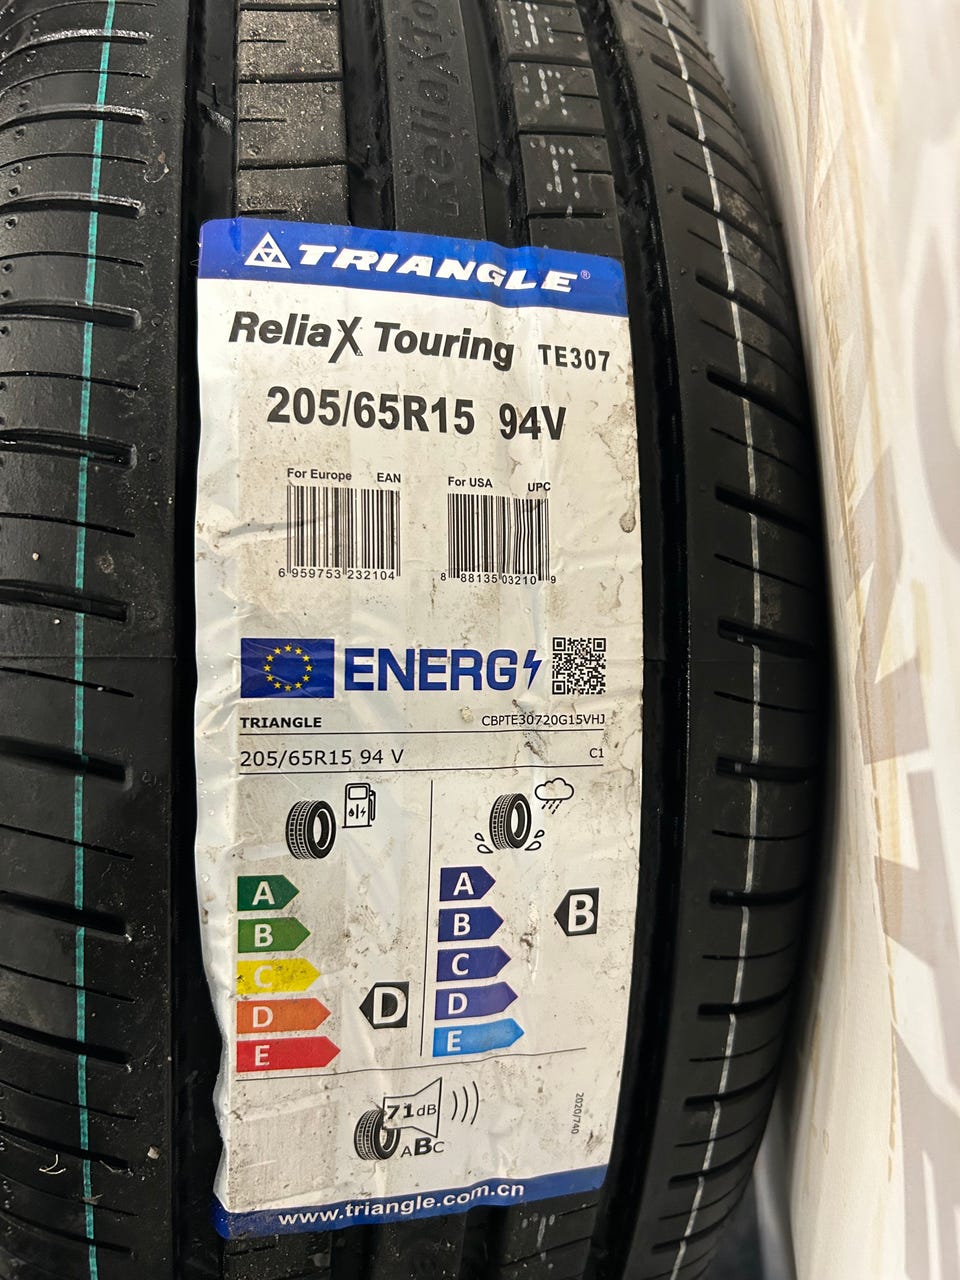 ReliaXTo
TRIANGLE®
ReliaX Touring TE307
205/65R15 94V
For Europe EAN For USA UPC
6 959753 232104 8 88135 03210 9
ENERG
TRIANGLE CBPTE30720G15VHJ
205/65R15 94 V C1
A A
B B B
C C
D D D
E E
71dB
ABC
2020/740
www.triangle.com.cn